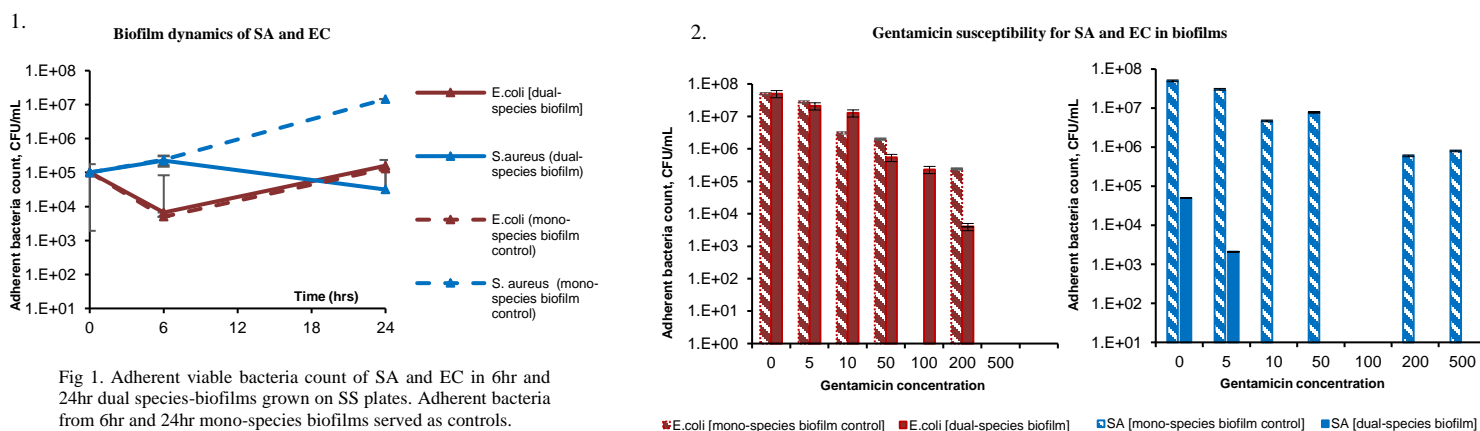 1.
Biofilm dynamics of SA and EC
Adherent bacteria count, CFU/mL
1.E+08
1.E+07
1.E+06
1.E+05
1.E+04
1.E+03
1.E+02
1.E+01
0
6
12
18
24
Time (hrs)
E.coli [dual-
species biofilm]
S.aureus (dual-
species biofilm)
E.coli (mono-
species biofilm
control)
S. aureus (mono-
species biofilm
control)
Fig 1. Adherent viable bacteria count of SA and EC in 6hr and
24hr dual species-biofilms grown on SS plates. Adherent bacteria
from 6hr and 24hr mono-species biofilms served as controls.
2.
Gentamicin susceptibility for SA and EC in biofilms
Adherent bacteria count, CFU/mL
1.E+08
1.E+07
1.E+06
1.E+05
1.E+04
1.E+03
1.E+02
1.E+01
1.E+00
0
5
10
50
100
200
500
Gentamicin concentration
E.coli [mono-species biofilm control]
E.coli [dual-species biofilm]
Adherent bacteria count, CFU/mL
1.E+08
1.E+07
1.E+06
1.E+05
1.E+04
1.E+03
1.E+02
1.E+01
0
5
10
50
100
200
500
Gentamicin concentration
SA [mono-species biofilm control]
SA [dual-species biofilm]